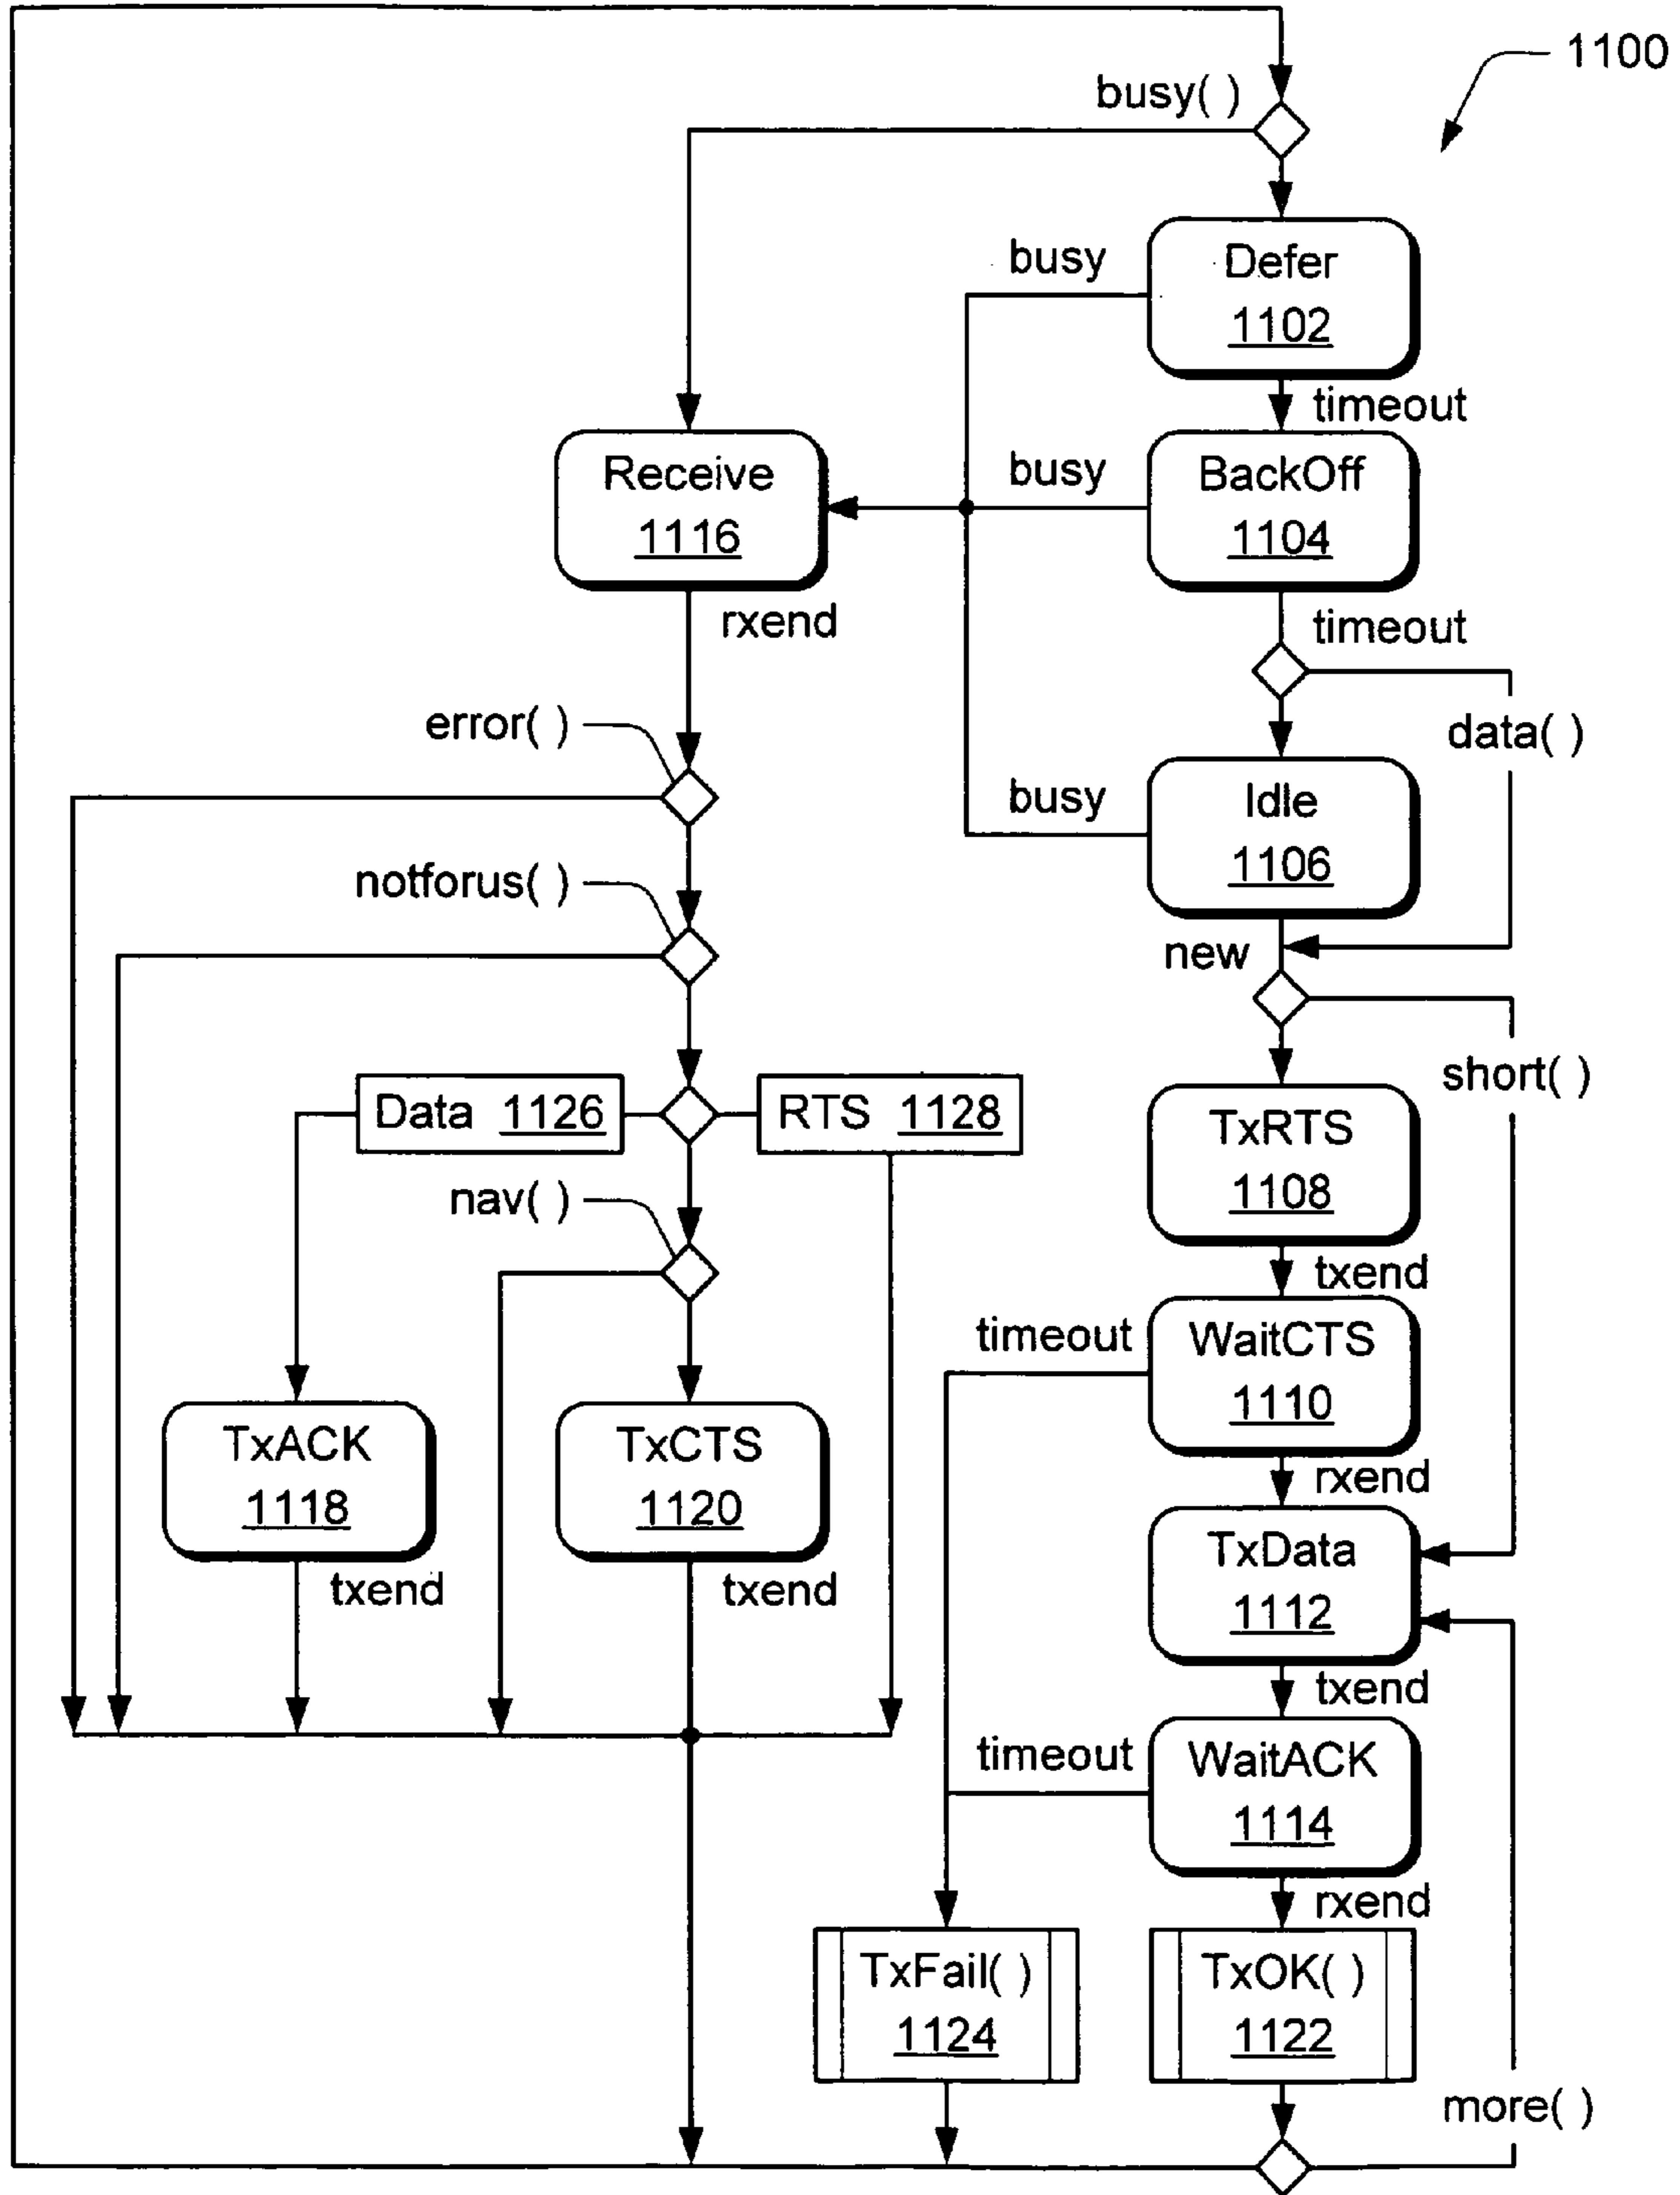 1100
busy( )
busy
Defer
1102
timeout
Receive
1116
busy
BackOff
1104
rxend
timeout
error( )
data( )
busy
Idle
1106
notforus( )
new
short( )
Data 1126
RTS 1128
TxRTS
1108
nav( )
txend
timeout
WaitCTS
1110
TxACK
1118
TxCTS
1120
rxend
TxData
1112
txend
txend
txend
timeout
WaitACK
1114
rxend
TxFail( )
1124
TxOK( )
1122
more( )